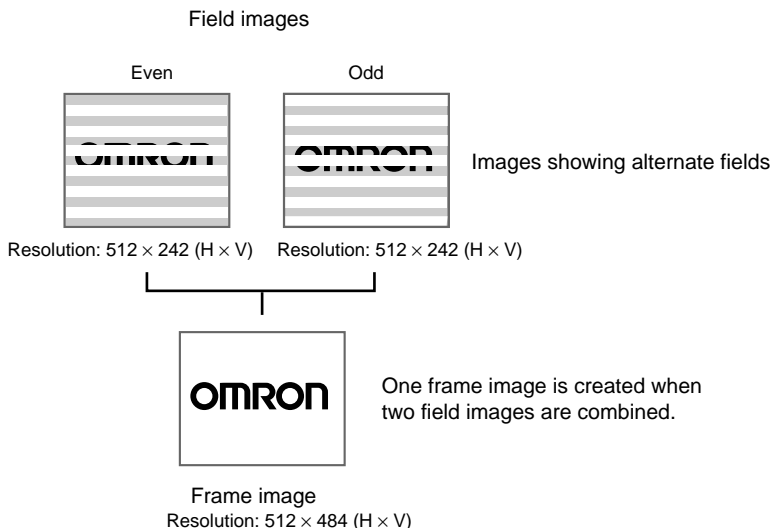 Field images
Even
Odd
OMRON
OMRON
Images showing alternate fields
Resolution: 512 × 242 (H × V)
Resolution: 512 × 242 (H × V)
OMRON
One frame image is created when
two field images are combined.
Frame image
Resolution: 512 × 484 (H × V)